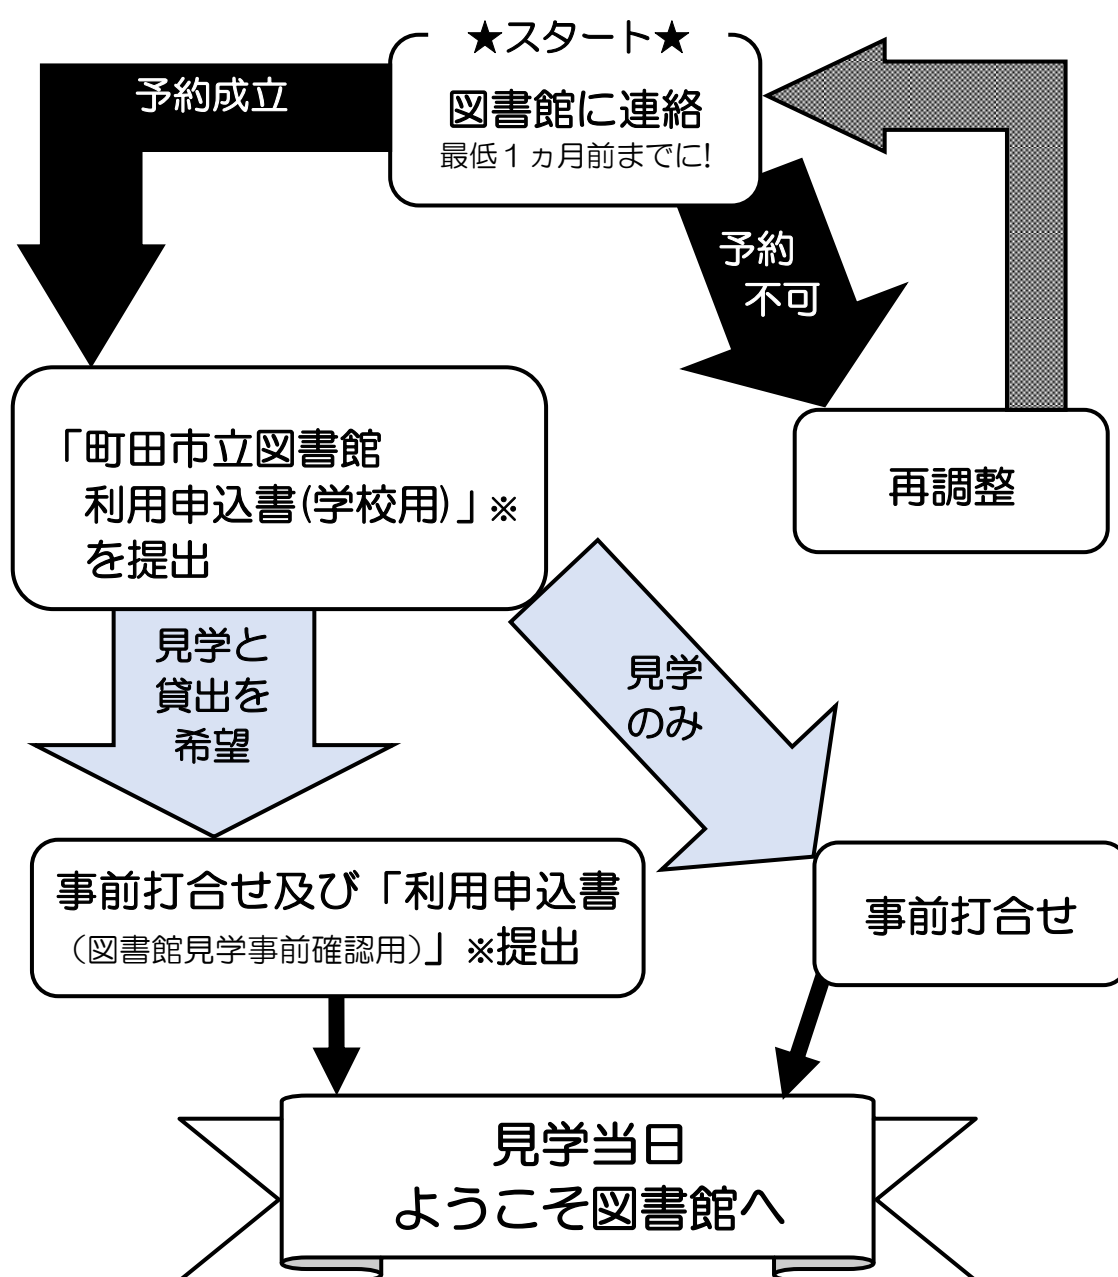 ★スタート★
図書館に連絡
最低１ヵ月前までに!
予約成立
予約
不可
再調整
「町田市立図書館
利用申込書(学校用)」※
を提出
見学と
貸出を
希望
見学
のみ
事前打合せ及び「利用申込書
（図書館見学事前確認用）」※提出
事前打合せ
見学当日
ようこそ図書館へ